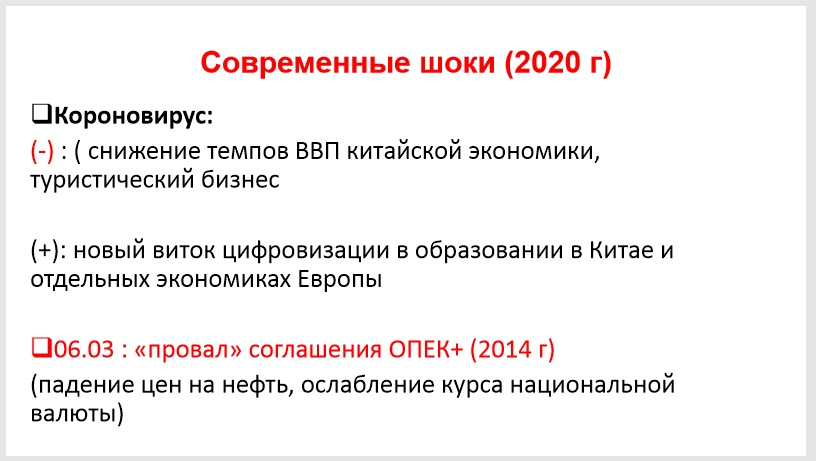 Современные шоки (2020 г)
❑Короновирус:
(-) : ( снижение темпов ВВП китайской экономики,
туристический бизнес
(+): новый виток цифровизации в образовании в Китае и
отдельных экономиках Европы
❑06.03 : «провал» соглашения ОПЕК+ (2014 г)
(падение цен на нефть, ослабление курса национальной
валюты)